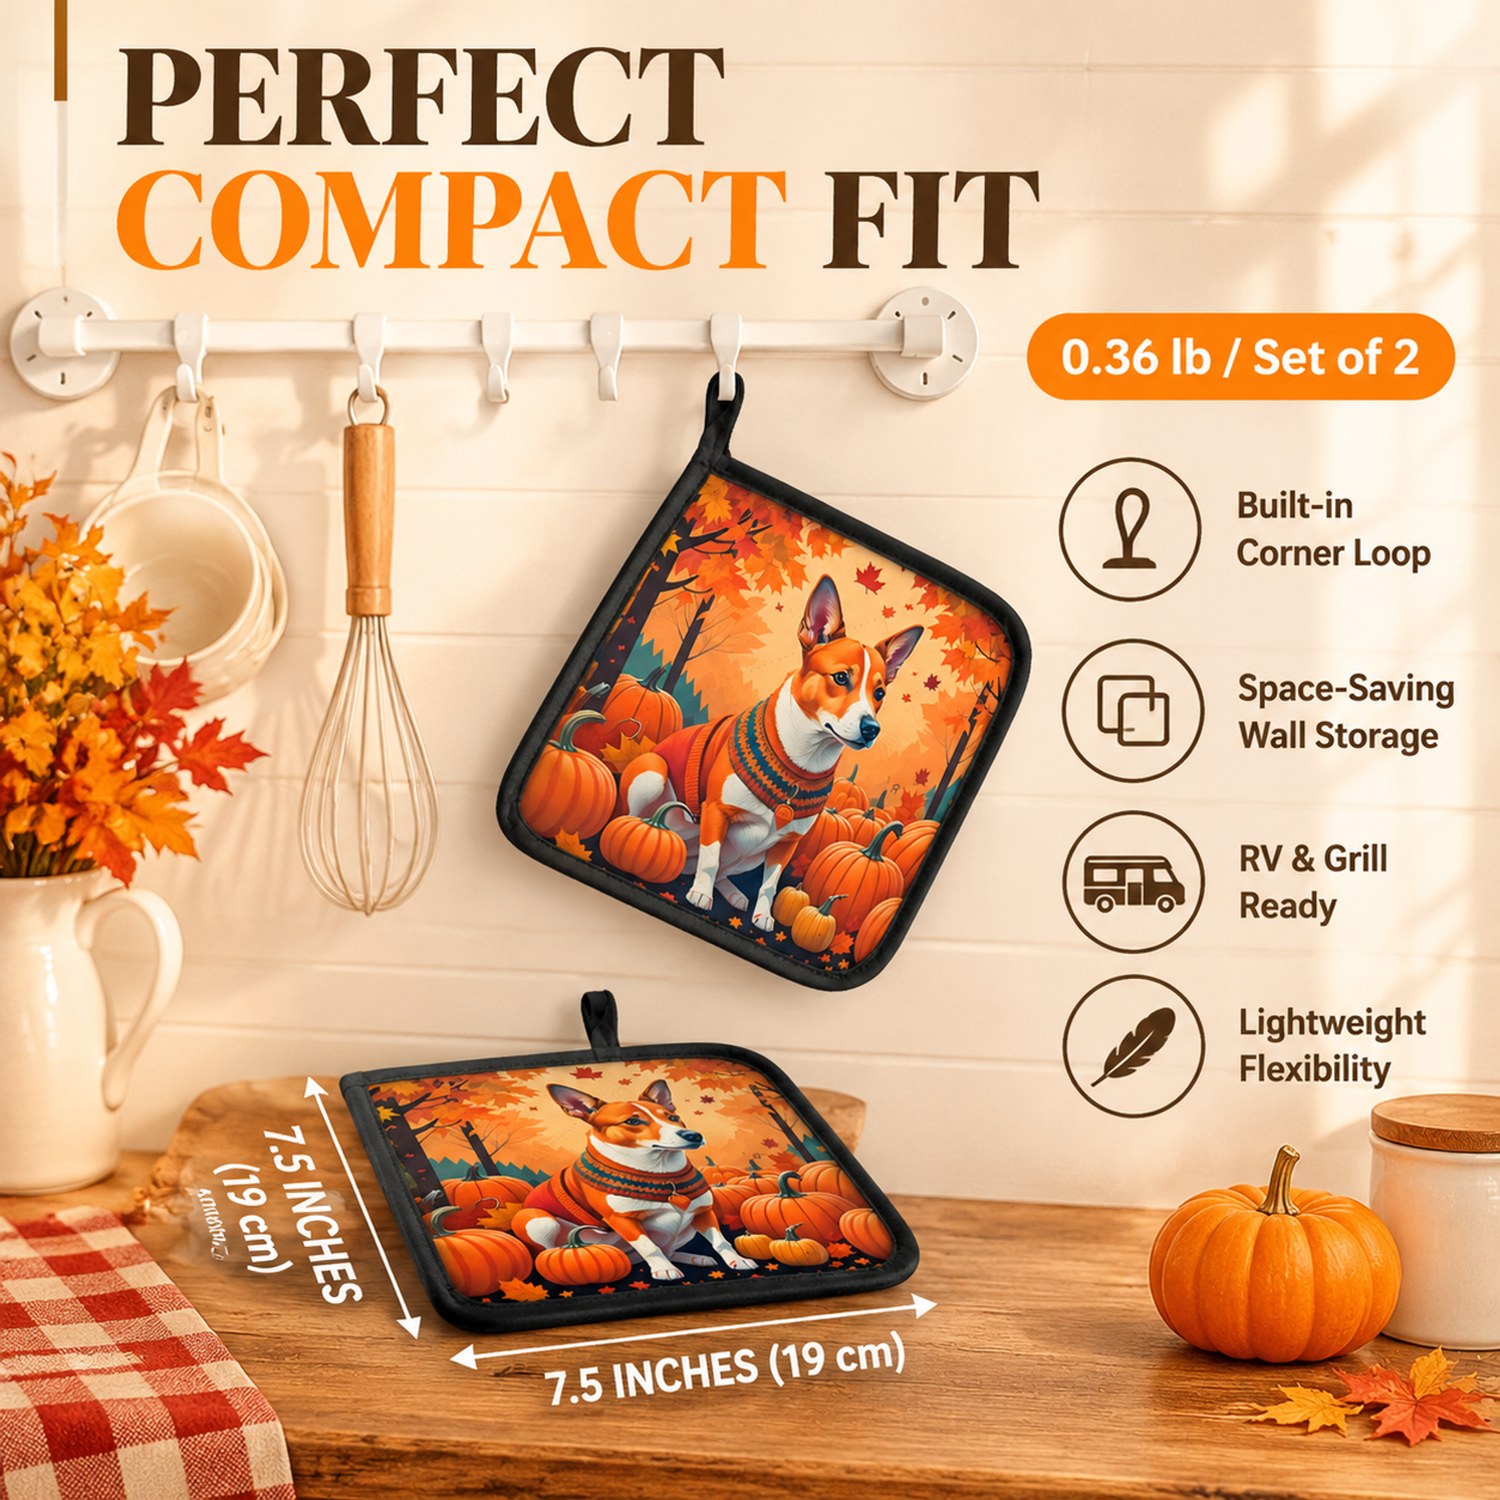 PERFECT
COMPACT FIT
0.36 lb / Set of 2
Built-in
Corner Loop
Space-Saving
Wall Storage
RV & Grill
Ready
Lightweight
Flexibility
7.5 INCHES
(19 cm)
7.5 INCHES (19 cm)